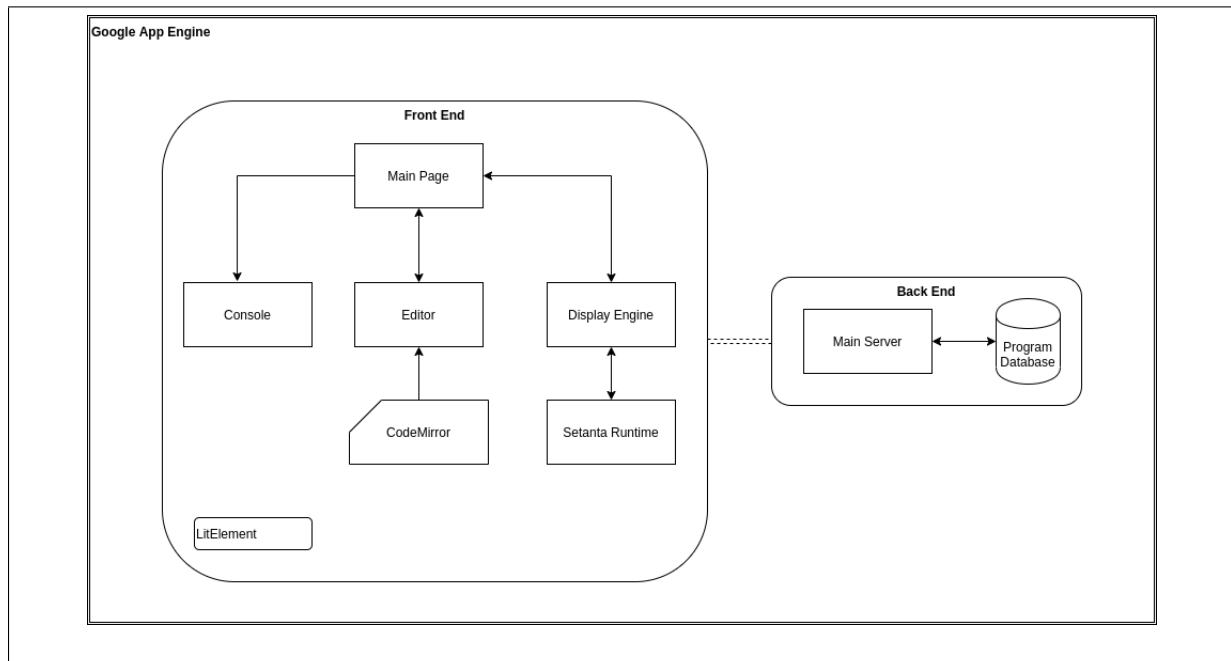 Google App Engine
Front End
Main Page
Console
Editor
Display Engine
CodeMirror
Setanta Runtime
LitElement
Back End
Main Server
Program
Database